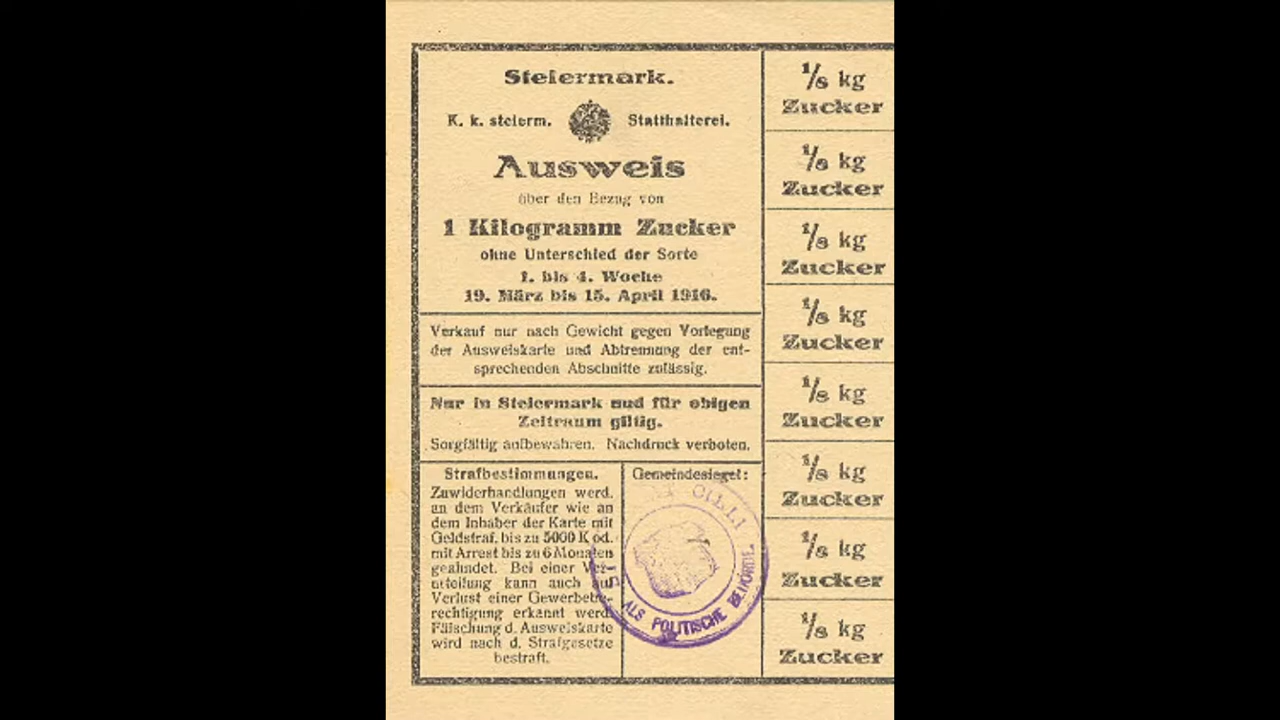 Steiermark.
K. k. steierm. Statthalterei.
Ausweis
über den Bezug von
1 Kilogramm Zucker
ohne Unterschied der Sorte
1. bis 4. Woche
19. März bis 15. April 1916.
Verkauf nur nach Gewicht gegen Vorlegung
der Ausweiskarte und Abtrennung der ent-
sprechenden Abschnitte zulässig.
Nur in Steiermark und für obigen
Zeitraum giltig.
Sorgfältig aufbewahren. Nachdruck verboten.
Strafbestimmungen.
Zuwiderhandlungen werd.
an dem Verkäufer wie an
dem Inhaber der Karte mit
Geldstraf. bis zu 5000 K od.
mit Arrest bis zu 6 Monaten
geahndet. Bei einer Ver-
urteilung kann auch auf
Verlust einer Gewerbebe-
rechtigung erkannt werd.
Fälschung d. Ausweiskarte
wird nach d. Strafgesetze
bestraft.
Gemeindesiegel:
CILLI
ALS POLITISCHE BEHÖRDE
1/8 kg
Zucker
1/8 kg
Zucker
1/8 kg
Zucker
1/8 kg
Zucker
1/8 kg
Zucker
1/8 kg
Zucker
1/8 kg
Zucker
1/8 kg
Zucker